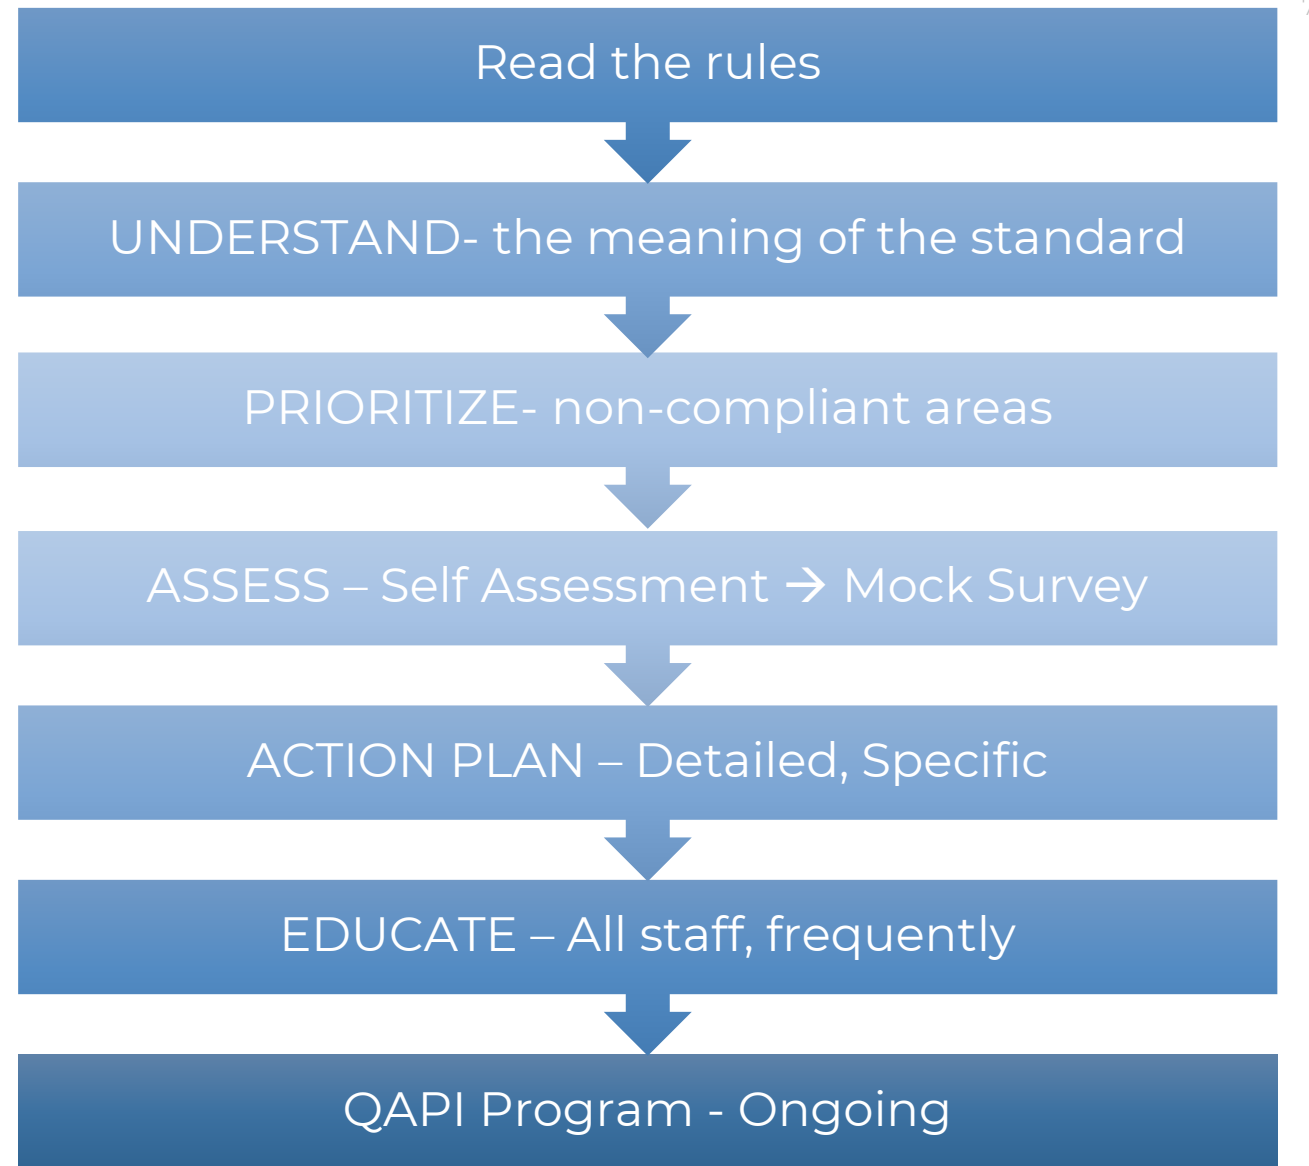 Read the rules
UNDERSTAND- the meaning of the standard
PRIORITIZE- non-compliant areas
ASSESS – Self Assessment → Mock Survey
ACTION PLAN – Detailed, Specific
EDUCATE – All staff, frequently
QAPI Program - Ongoing